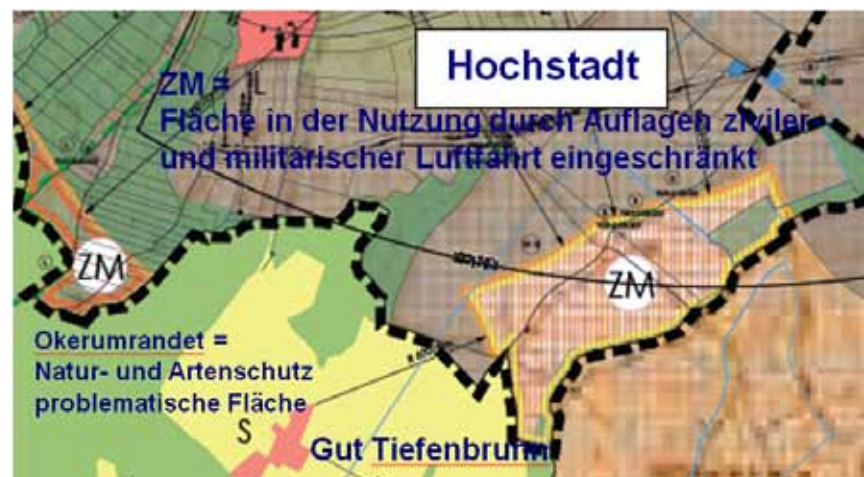 Hochstadt
ZM =
Fläche in der Nutzung durch Auflagen ziviler
und militärischer Luftfahrt eingeschränkt
ZM
ZM
Okerumrandet =
Natur- und Artenschutz
problematische Fläche
S
Gut Tiefenbrunn